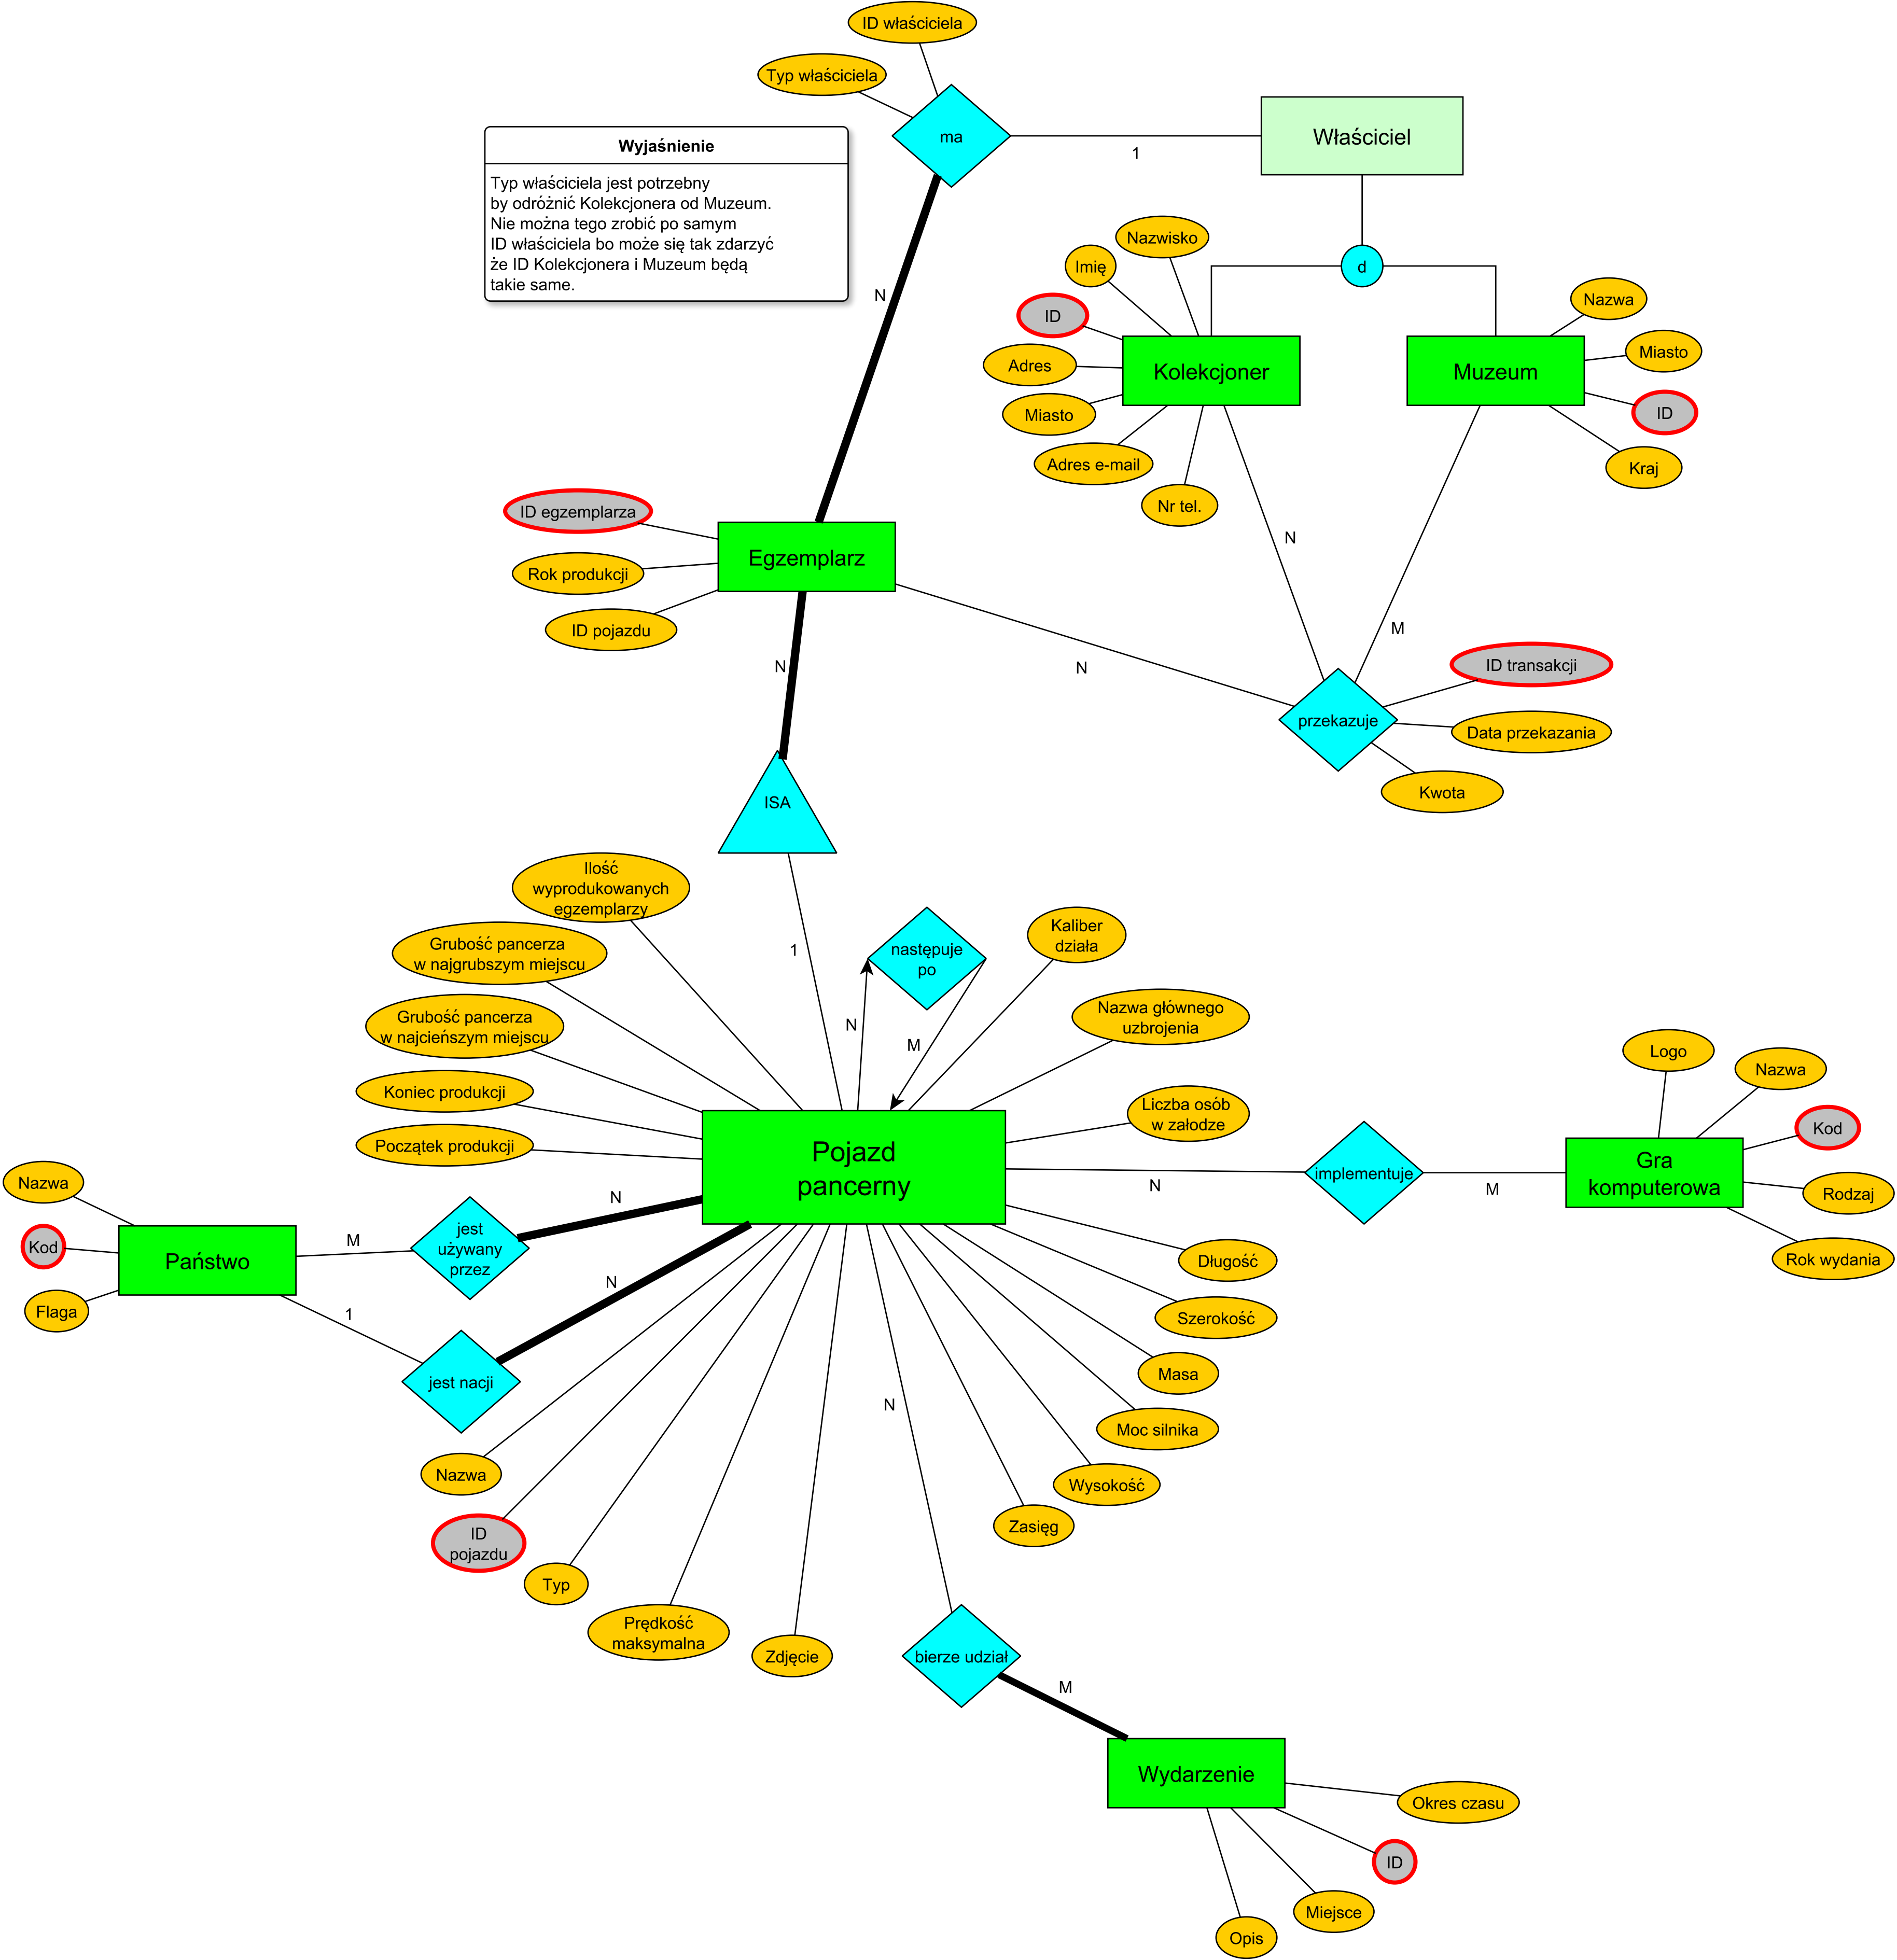 ID właściciela
Typ właściciela
ma
1
Właściciel
Wyjaśnienie
Typ właściciela jest potrzebny
by odróżnić Kolekcjonera od Muzeum.
Nie można tego zrobić po samym
ID właściciela bo może się tak zdarzyć
że ID Kolekcjonera i Muzeum będą
takie same.
N
d
Nazwisko
Imię
ID
Adres
Miasto
Adres e-mail
Nr tel.
Kolekcjoner
Muzeum
Nazwa
Miasto
ID
Kraj
ID egzemplarza
Rok produkcji
ID pojazdu
Egzemplarz
N
M
N
N
przekazuje
ID transakcji
Data przekazania
Kwota
ISA
1
Ilość
wyprodukowanych
egzemplarzy
Grubość pancerza
w najgrubszym miejscu
Grubość pancerza
w najcieńszym miejscu
Koniec produkcji
Początek produkcji
następuje
po
N
M
Kaliber
działa
Nazwa głównego
uzbrojenia
Liczba osób
w załodze
Pojazd
pancerny
N
implementuje
M
Logo
Nazwa
Kod
Rodzaj
Rok wydania
Gra
komputerowa
Nazwa
Kod
Flaga
Państwo
M
jest
używany
przez
N
1
jest nacji
N
Długość
Szerokość
Masa
Moc silnika
Wysokość
Zasięg
Nazwa
ID
pojazdu
Typ
Prędkość
maksymalna
Zdjęcie
N
bierze udział
M
Wydarzenie
Okres czasu
ID
Miejsce
Opis